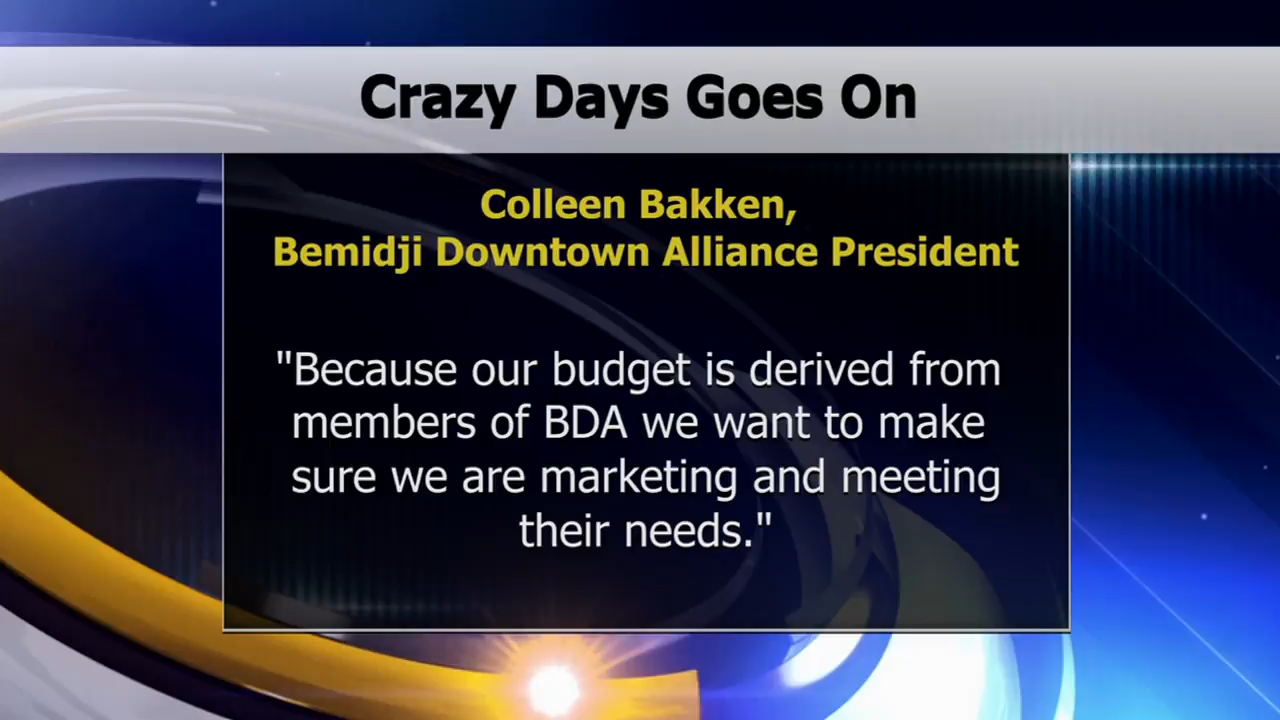 Crazy Days Goes On
Colleen Bakken,
Bemidji Downtown Alliance President
"Because our budget is derived from
members of BDA we want to make
sure we are marketing and meeting
their needs."